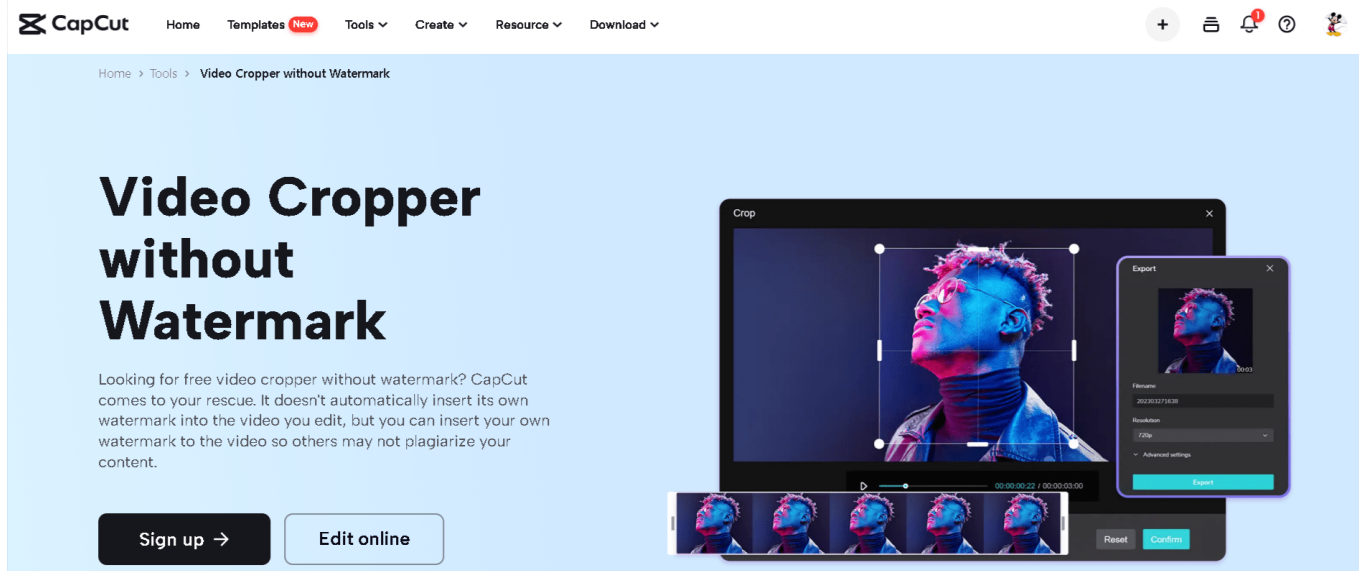 CapCut Home Templates New Tools Create Resource Download + 1
Home > Tools > Video Cropper without Watermark
Video Cropper
without
Watermark
Looking for free video cropper without watermark? CapCut
comes to your rescue. It doesn't automatically insert its own
watermark into the video you edit, but you can insert your own
watermark to the video so others may not plagiarize your
content.
Sign up →
Edit online
Crop
00:00:00:22 / 00:00:03:00
Reset
Confirm
Export
00:03
Filename
202303271638
Resolution
720p
Advanced settings
Export